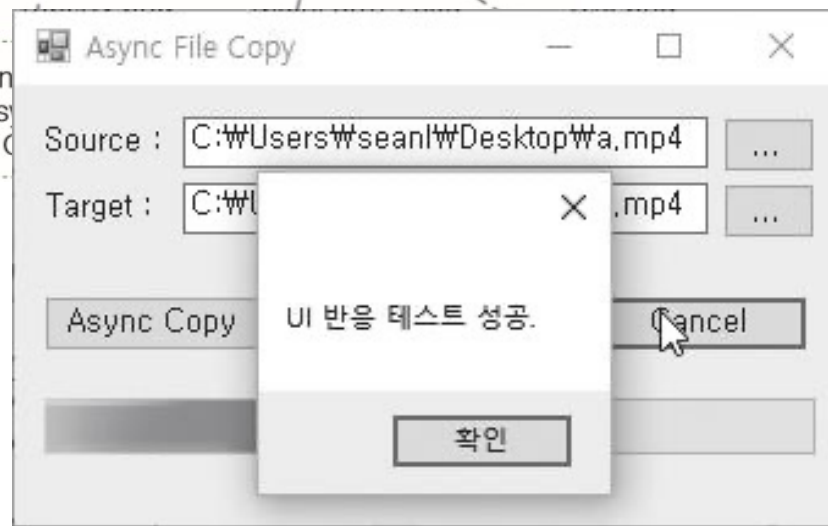 Async File Copy
Source : C:₩Users₩seanl₩Desktop₩a.mp4 ...
Target : C:₩U .mp4 ...
Async Copy
Cancel
UI 반응 테스트 성공.
확인